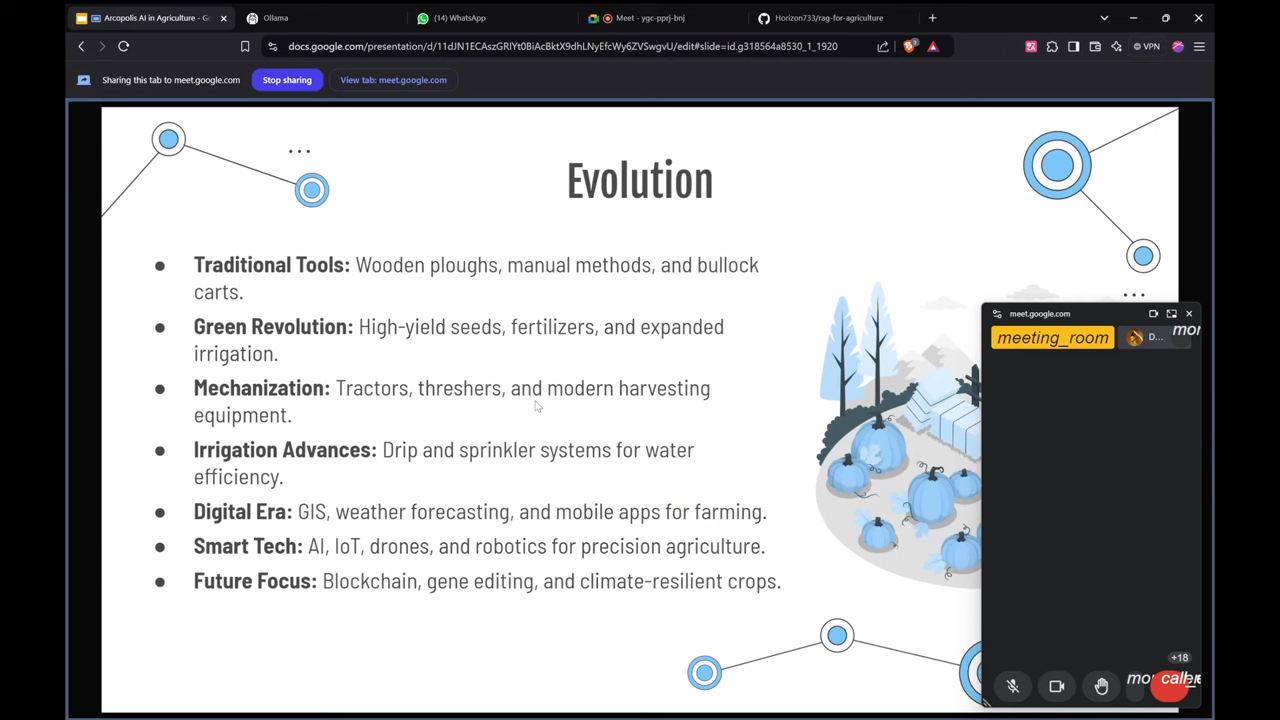 Arcopolis AI in Agriculture - Go
Ollama
(14) WhatsApp
Meet - ygc-pprj-bnj
Horizon733/rag-for-agriculture
docs.google.com/presentation/d/11dJN1ECAszGRIYt0BiAcBktX9dhLNyEfcWy6ZVSwgvU/edit#slide=id.g318564a8530_1_1920
VPN
Sharing this tab to meet.google.com
Stop sharing
View tab: meet.google.com
Evolution
● Traditional Tools: Wooden ploughs, manual methods, and bullock
carts.
● Green Revolution: High-yield seeds, fertilizers, and expanded
irrigation.
● Mechanization: Tractors, threshers, and modern harvesting
equipment.
● Irrigation Advances: Drip and sprinkler systems for water
efficiency.
● Digital Era: GIS, weather forecasting, and mobile apps for farming.
● Smart Tech: AI, IoT, drones, and robotics for precision agriculture.
● Future Focus: Blockchain, gene editing, and climate-resilient crops.
meet.google.com
meeting_room
D...
+18